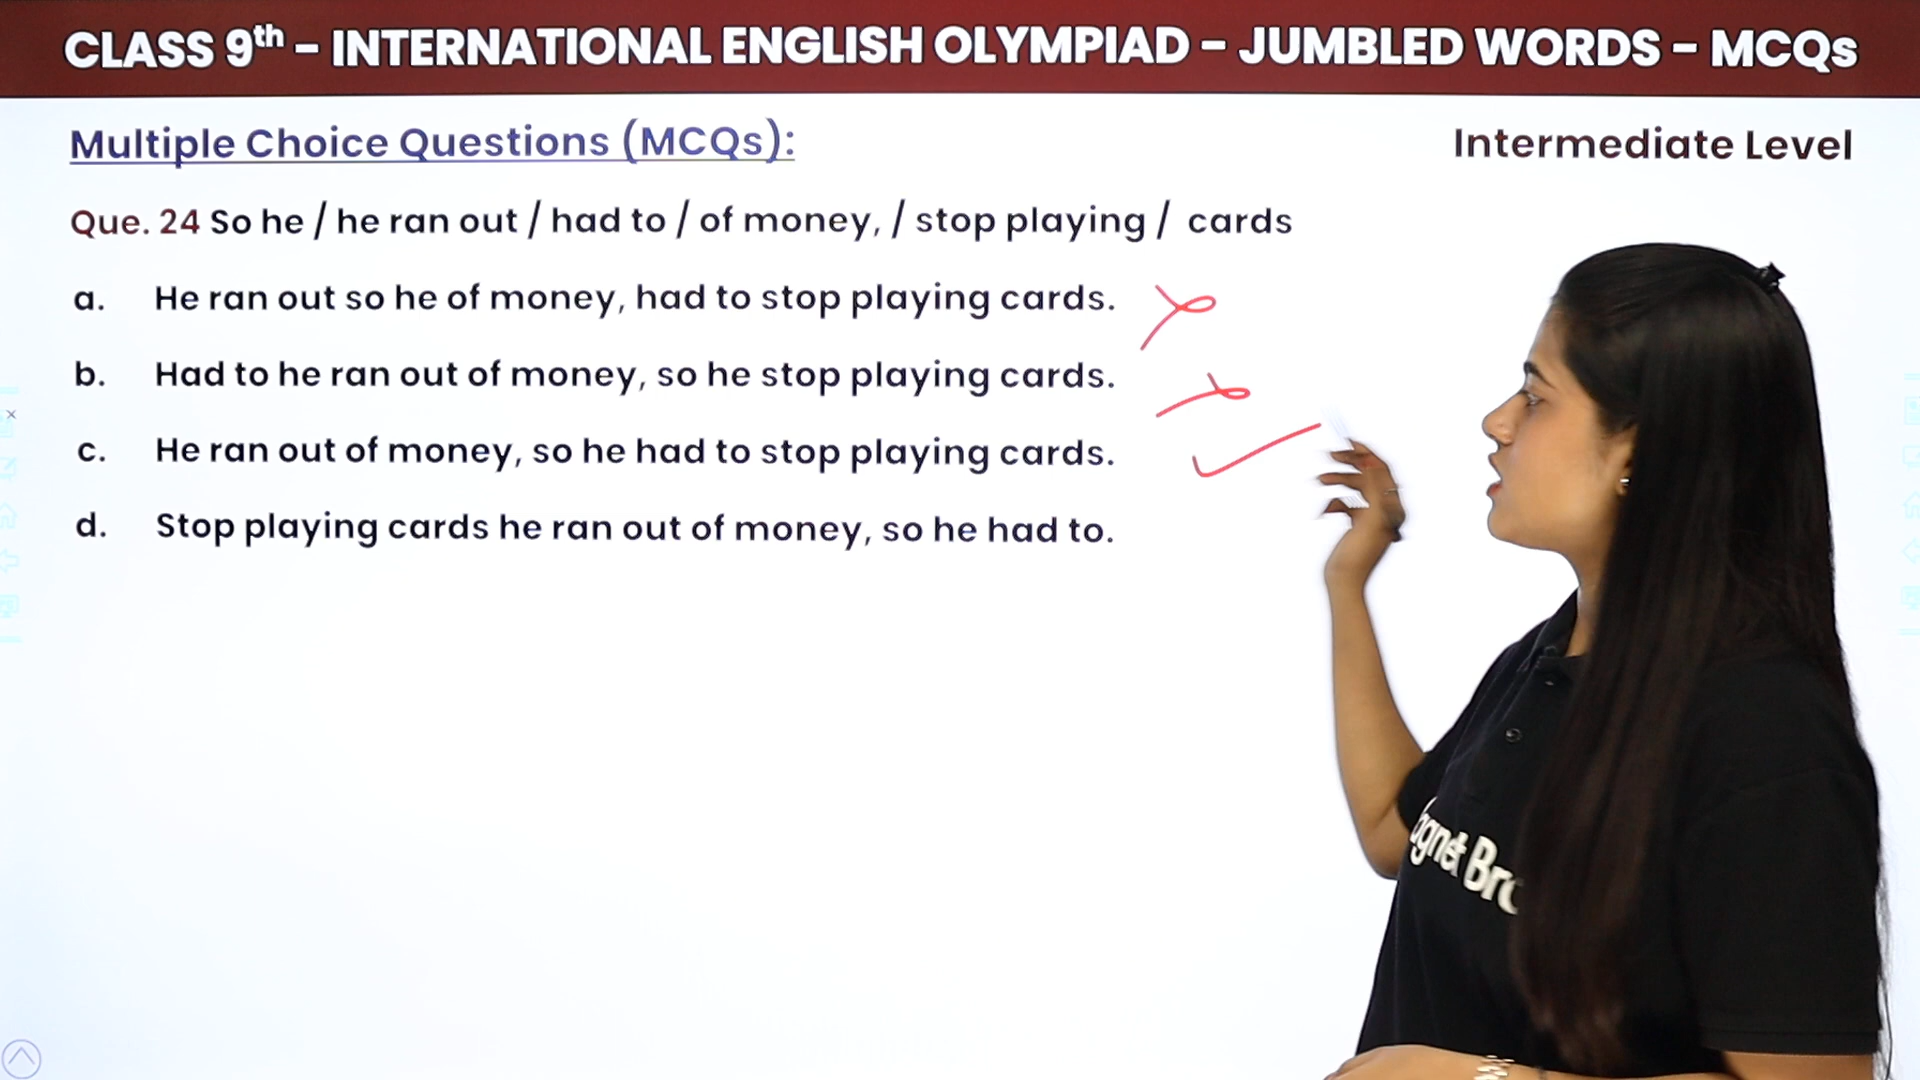 CLASS 9th – INTERNATIONAL ENGLISH OLYMPIAD – JUMBLED WORDS – MCQs
Multiple Choice Questions (MCQs):
Intermediate Level
Que. 24 So he / he ran out / had to / of money, / stop playing / cards
a. He ran out so he of money, had to stop playing cards.
b. Had to he ran out of money, so he stop playing cards.
c. He ran out of money, so he had to stop playing cards.
d. Stop playing cards he ran out of money, so he had to.